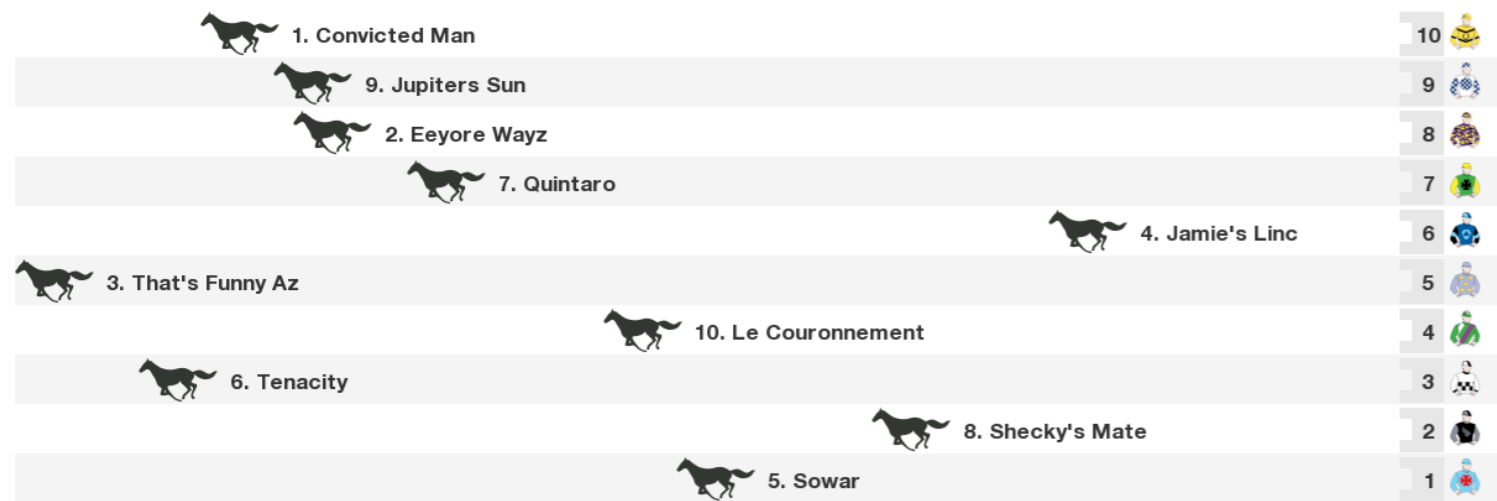 1. Convicted Man 10
9. Jupiters Sun 9
2. Eeyore Wayz 8
7. Quintaro 7
4. Jamie's Linc 6
3. That's Funny Az 5
10. Le Couronnement 4
6. Tenacity 3
8. Shecky's Mate 2
5. Sowar 1